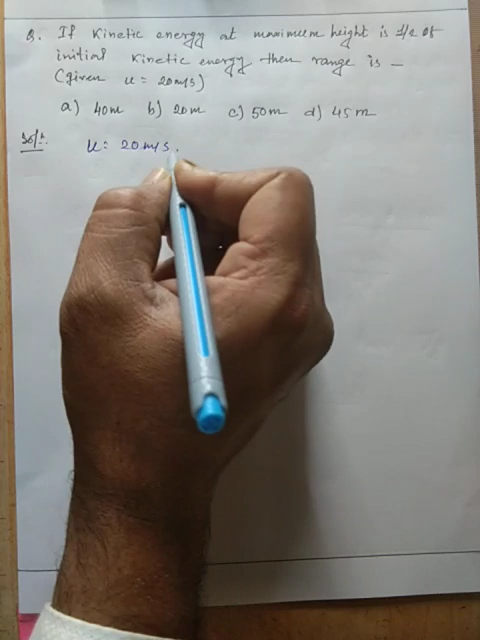 Q. If Kinetic energy at maximum height is 1/2 of
initial Kinetic energy then range is –
(given u = 20m/s)
a) 40m b) 20m c) 50m d) 45m
Sol^n:. u: 20m/s.